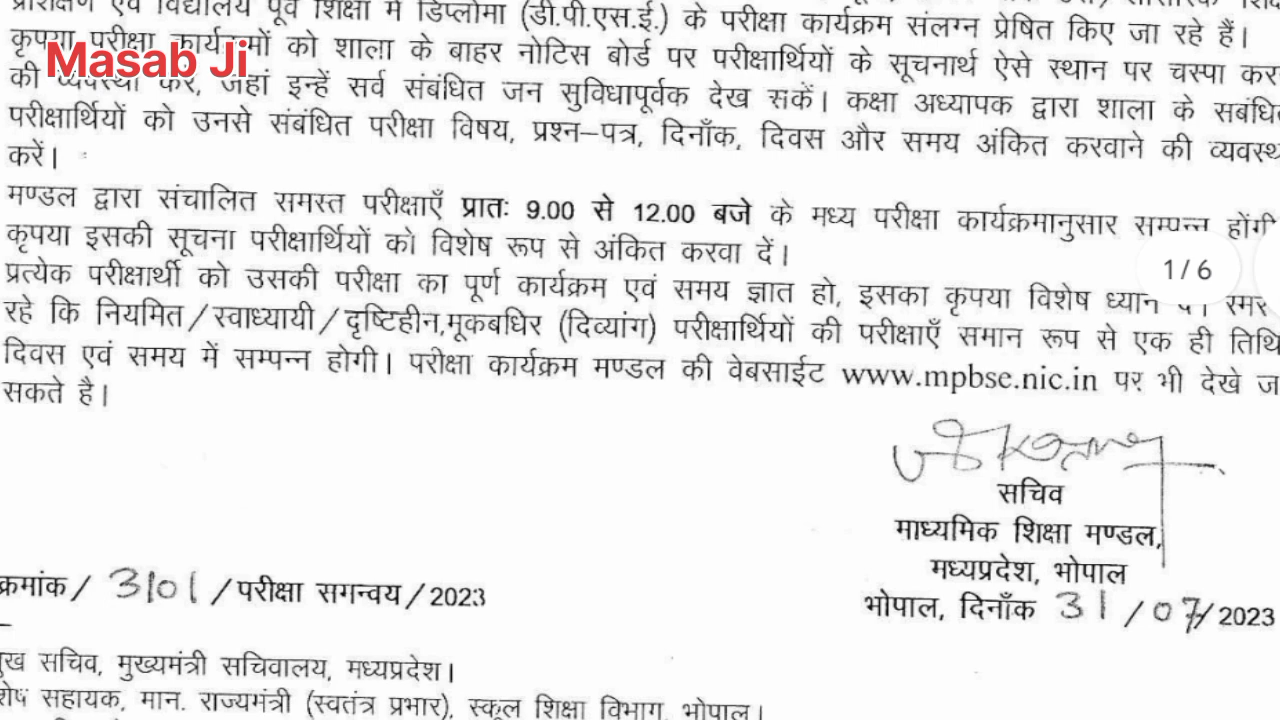 प्रशिक्षण एवं विद्यालय पूर्व शिक्षा में डिप्लोमा (डी.पी.एस.ई.) के परीक्षा कार्यक्रम संलग्न प्रेषित किए जा रहे हैं।
कृपया परीक्षा कार्यक्रमों को शाला के बाहर नोटिस बोर्ड पर परीक्षार्थियों के सूचनार्थ ऐसे स्थान पर चस्पा
Masab Ji
की व्यवस्था करें, जहां इन्हें सर्व संबंधित जन सुविधापूर्वक देख सकें। कक्षा अध्यापक द्वारा शाला के
परीक्षार्थियों को उनसे संबंधित परीक्षा विषय, प्रश्न–पत्र, दिनाँक, दिवस और समय अंकित करवाने की
करें।
मण्डल द्वारा संचालित समस्त परीक्षाएँ प्रातः 9.00 से 12.00 बजे के मध्य परीक्षा कार्यक्रमानुसार सम्पन्न
कृपया इसकी सूचना परीक्षार्थियों को विशेष रूप से अंकित करवा दें।
1/6
प्रत्येक परीक्षार्थी को उसकी परीक्षा का पूर्ण कार्यक्रम एवं समय ज्ञात हो, इसका कृपया विशेष ध्यान
रहे कि नियमित/स्वाध्यायी/दृष्टिहीन,मूकबधिर (दिव्यांग) परीक्षार्थियों की परीक्षाएँ समान रूप से एक ही
दिवस एवं समय में सम्पन्न होगी। परीक्षा कार्यक्रम मण्डल की वेबसाईट www.mpbse.nic.in पर भी देखे
सकते है।
सचिव
माध्यमिक शिक्षा मण्डल,
मध्यप्रदेश, भोपाल
क्रमांक/ 3101 /परीक्षा सगन्वय/2023
भोपाल, दिनाँक 31/07/2023
सचिव, मुख्यमंत्री सचिवालय, मध्यप्रदेश।
सहायक, मान. राज्यमंत्री (स्वतंत्र प्रभार), स्कूल शिक्षा विभाग, भोपाल।